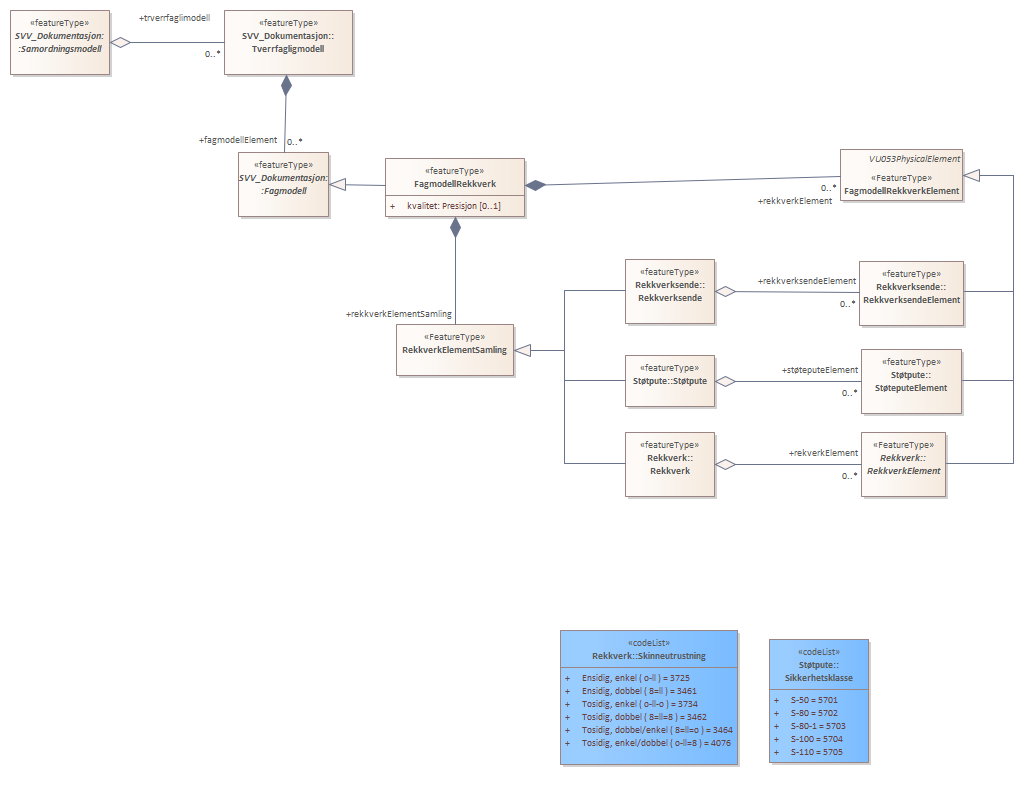 «featureType»
SVV_Dokumentasjon:
:Samordningsmodell
+trverrfaglimodell
0..*
«featureType»
SVV_Dokumentasjon::
Tverrfagligmodell
+fagmodellElement
0..*
«featureType»
SVV_Dokumentasjon:
:Fagmodell
«featureType»
FagmodellRekkverk
+ kvalitet: Presisjon [0..1]
VU053PhysicalElement
«FeatureType»
FagmodellRekkverkElement
0..*
+rekkverkElement
+rekkverkElementSamling
«FeatureType»
RekkverkElementSamling
«featureType»
Rekkverksende::
Rekkverksende
+rekkverksendeElement
0..*
«featureType»
Rekkverksende::
RekkverksendeElement
«featureType»
Støtpute::Støtpute
+støteputeElement
0..*
«featureType»
Støtpute::
StøteputeElement
«featureType»
Rekkverk::
Rekkverk
+rekverkElement
0..*
«FeatureType»
Rekkverk::
RekkverkElement
«codeList»
Rekkverk::Skinneutrustning
+ Ensidig, enkel ( o-ll ) = 3725
+ Ensidig, dobbel ( 8=ll ) = 3461
+ Tosidig, enkel ( o-ll-o ) = 3734
+ Tosidig, dobbel ( 8=ll=8 ) = 3462
+ Tosidig, dobbel/enkel ( 8=ll=o ) = 3464
+ Tosidig, enkel/dobbel ( o-ll=8 ) = 4076
«codeList»
Støtpute::
Sikkerhetsklasse
+ S-50 = 5701
+ S-80 = 5702
+ S-80-1 = 5703
+ S-100 = 5704
+ S-110 = 5705